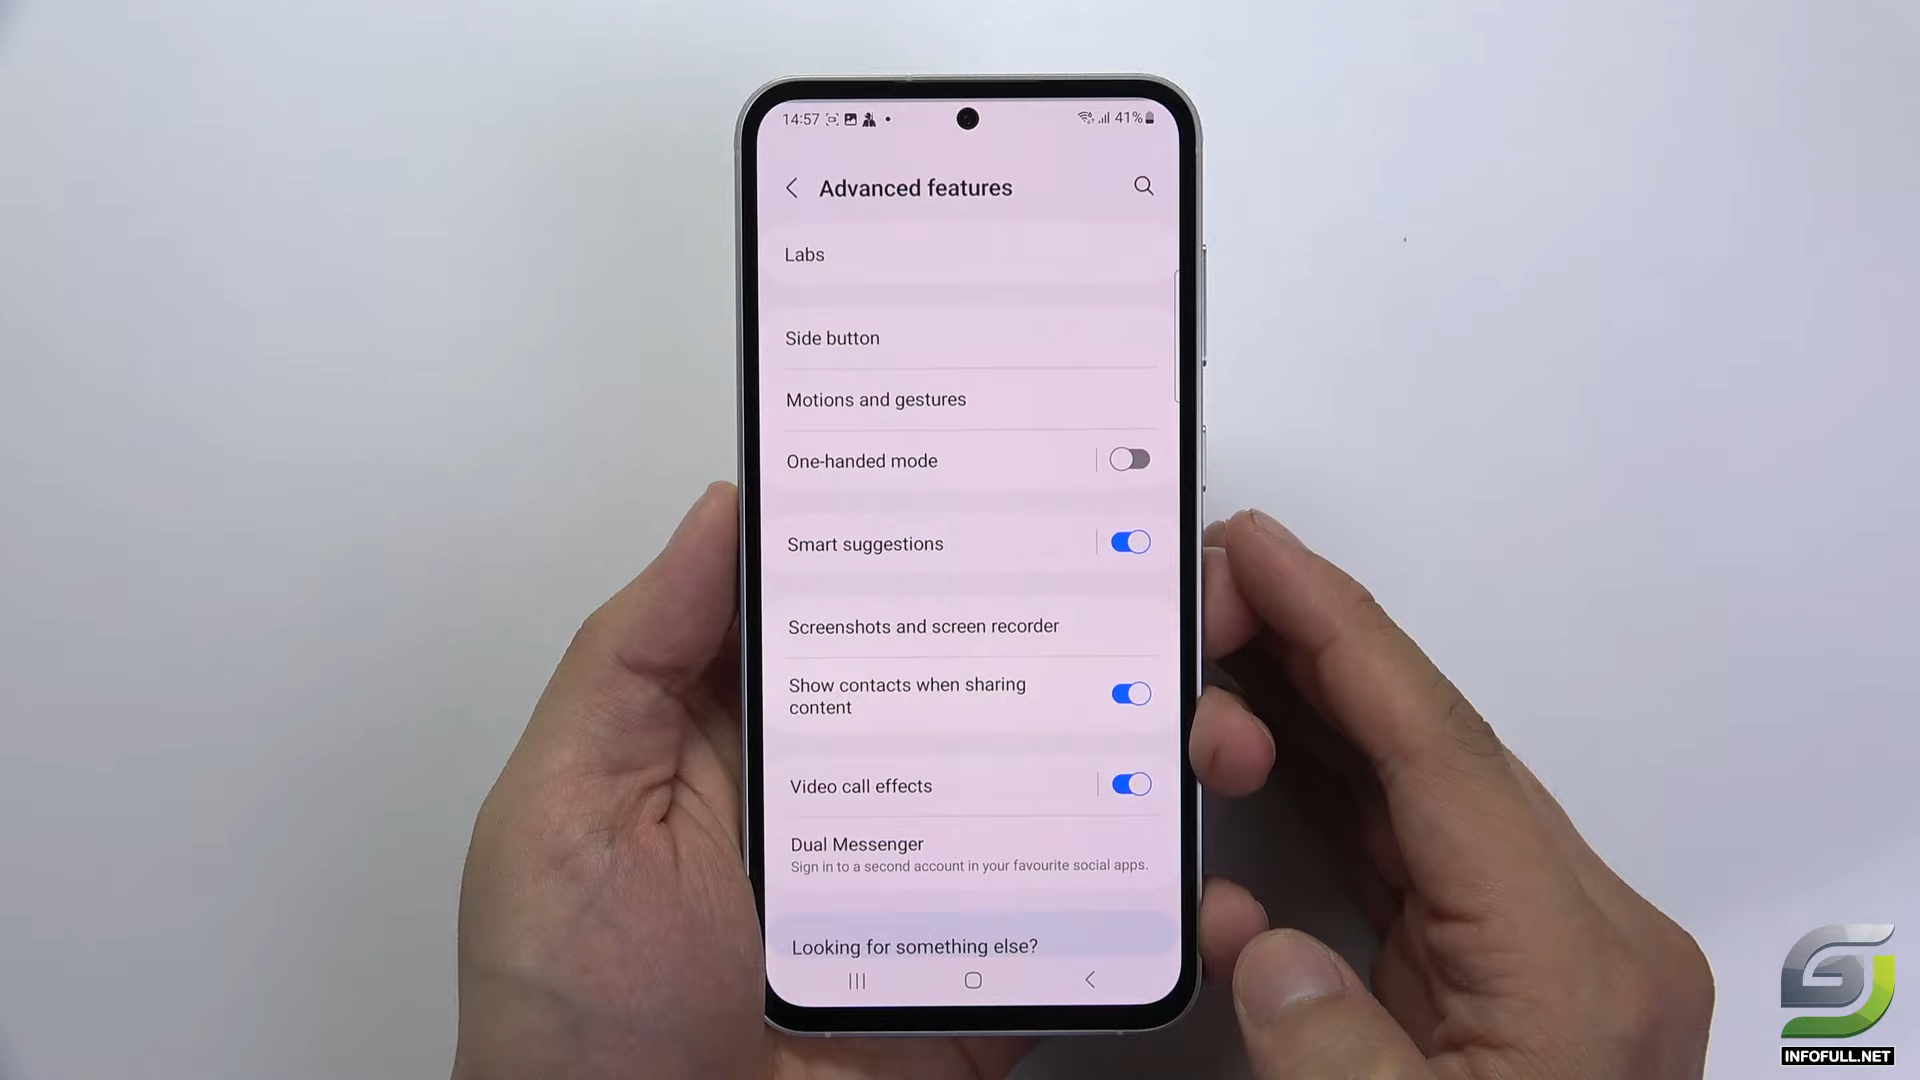 14:57
41%
Advanced features
Labs
Side button
Motions and gestures
One-handed mode
Smart suggestions
Screenshots and screen recorder
Show contacts when sharing
content
Video call effects
Dual Messenger
Sign in to a second account in your favourite social apps.
Looking for something else?
INFOFULL.NET